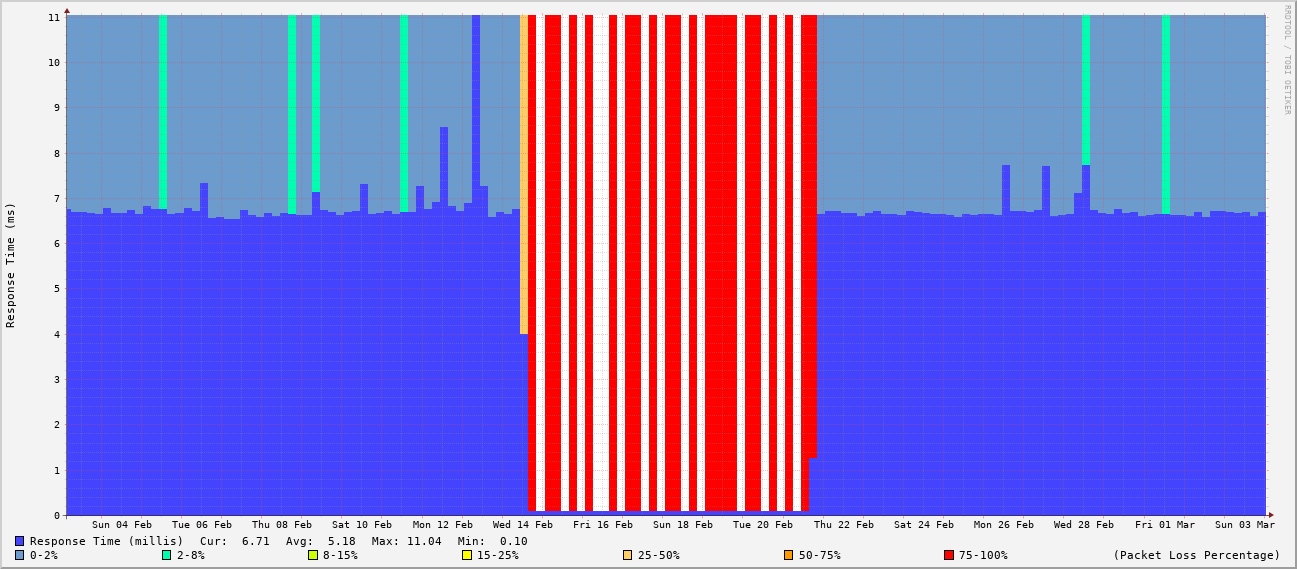 RRDTOOL / TOBI OETIKER
Response Time (ms)
11
10
9
8
7
6
5
4
3
2
1
0
Sun 04 Feb Tue 06 Feb Thu 08 Feb Sat 10 Feb Mon 12 Feb Wed 14 Feb Fri 16 Feb Sun 18 Feb Tue 20 Feb Thu 22 Feb Sat 24 Feb Mon 26 Feb Wed 28 Feb Fri 01 Mar Sun 03 Mar
Response Time (millis) Cur: 6.71 Avg: 5.18 Max: 11.04 Min: 0.10
0-2% 2-8% 8-15% 15-25% 25-50% 50-75% 75-100% (Packet Loss Percentage)